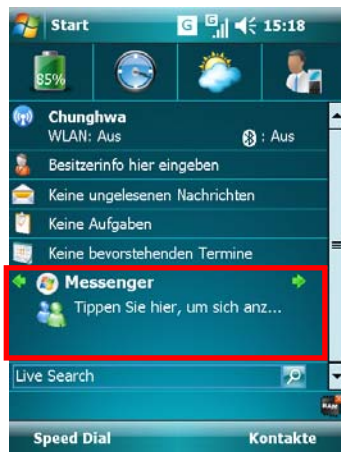 Start G G 15:18
85%
Chunghwa
WLAN: Aus : Aus
Besitzerinfo hier eingeben
Keine ungelesenen Nachrichten
Keine Aufgaben
Keine bevorstehenden Termine
Messenger
Tippen Sie hier, um sich anz...
Live Search
RAM
Speed Dial Kontakte